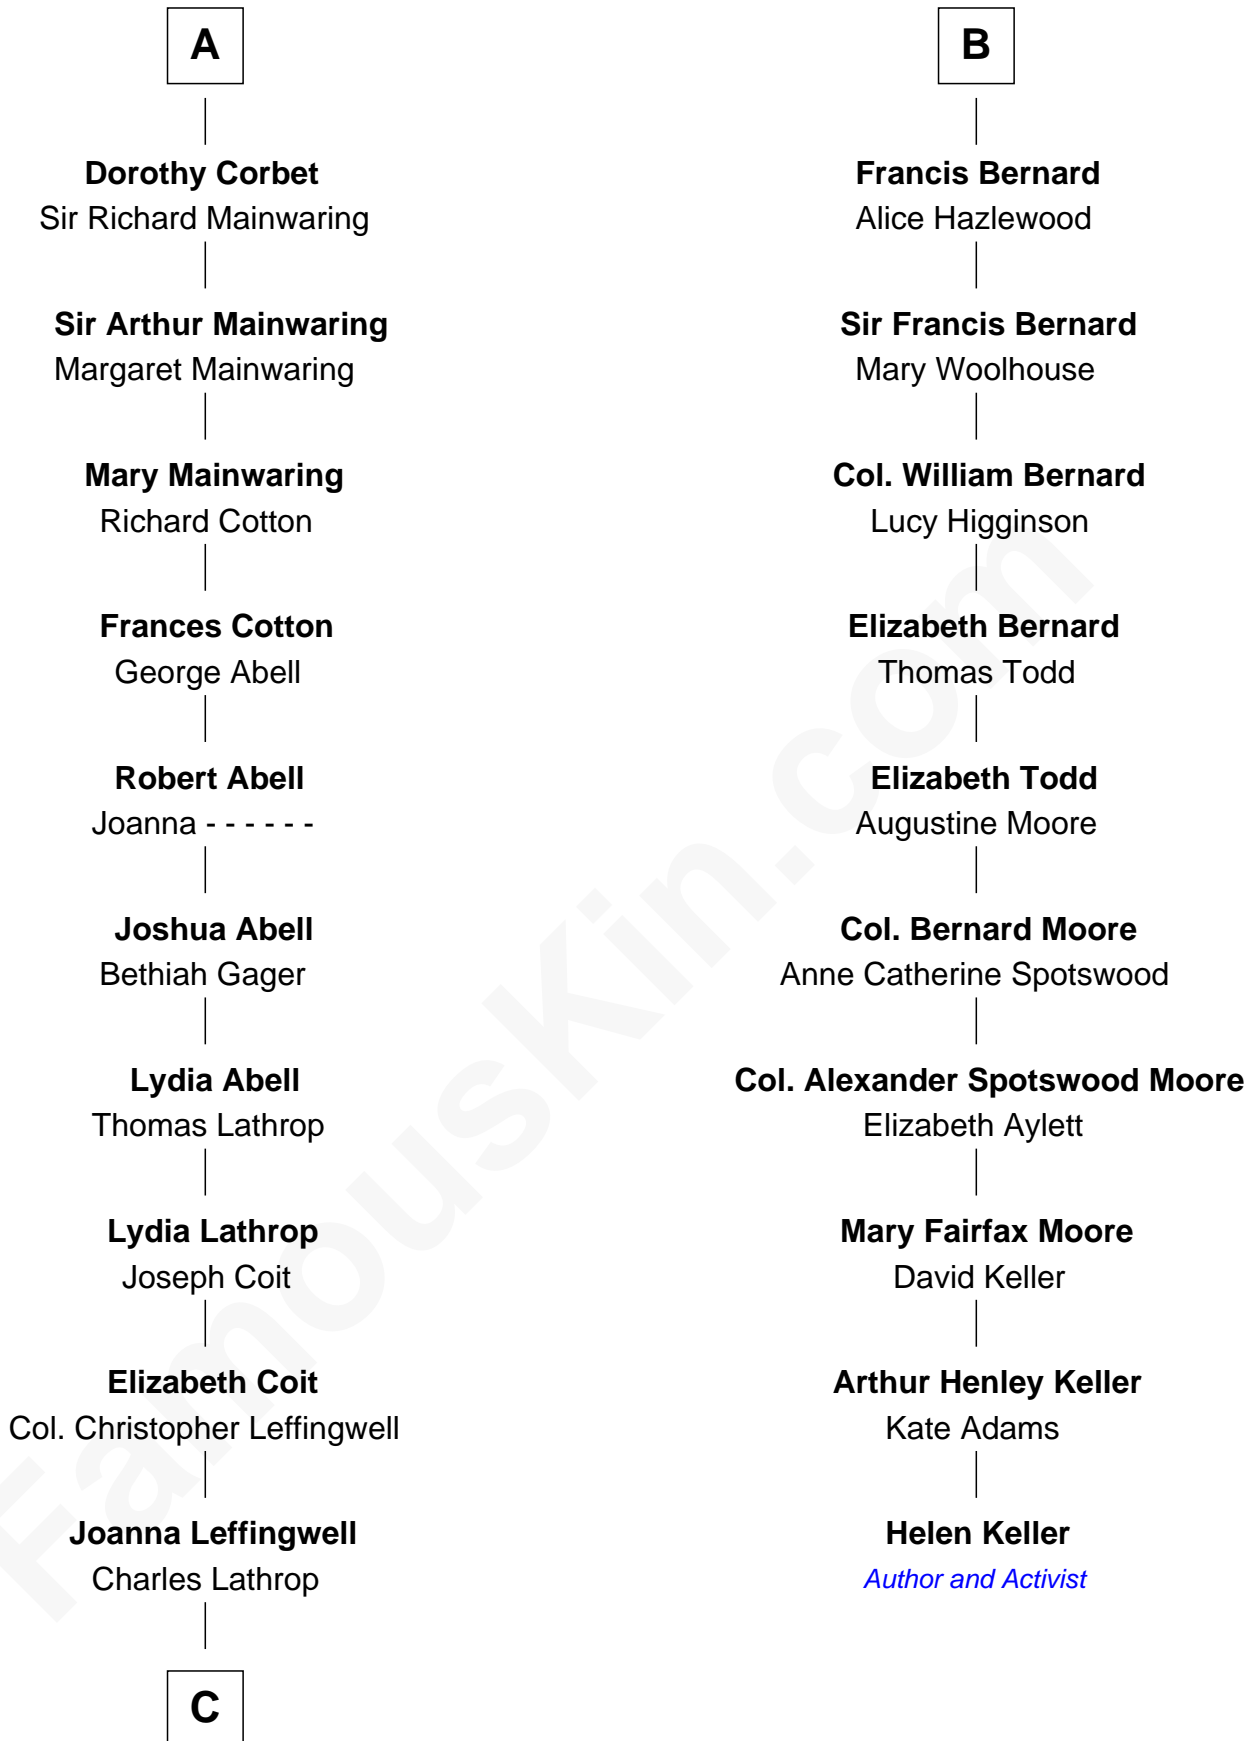 A
Dorothy Corbet
Sir Richard Mainwaring
Sir Arthur Mainwaring
Margaret Mainwaring
Mary Mainwaring
Richard Cotton
Frances Cotton
George Abell
Robert Abell
Joanna - - - - - -
Joshua Abell
Bethiah Gager
Lydia Abell
Thomas Lathrop
Lydia Lathrop
Joseph Coit
Elizabeth Coit
Col. Christopher Leffingwell
Joanna Leffingwell
Charles Lathrop
C
B
Francis Bernard
Alice Hazlewood
Sir Francis Bernard
Mary Woolhouse
Col. William Bernard
Lucy Higginson
Elizabeth Bernard
Thomas Todd
Elizabeth Todd
Augustine Moore
Col. Bernard Moore
Anne Catherine Spotswood
Col. Alexander Spotswood Moore
Elizabeth Aylett
Mary Fairfax Moore
David Keller
Arthur Henley Keller
Kate Adams
Helen Keller
Author and Activist
FamousKin.com